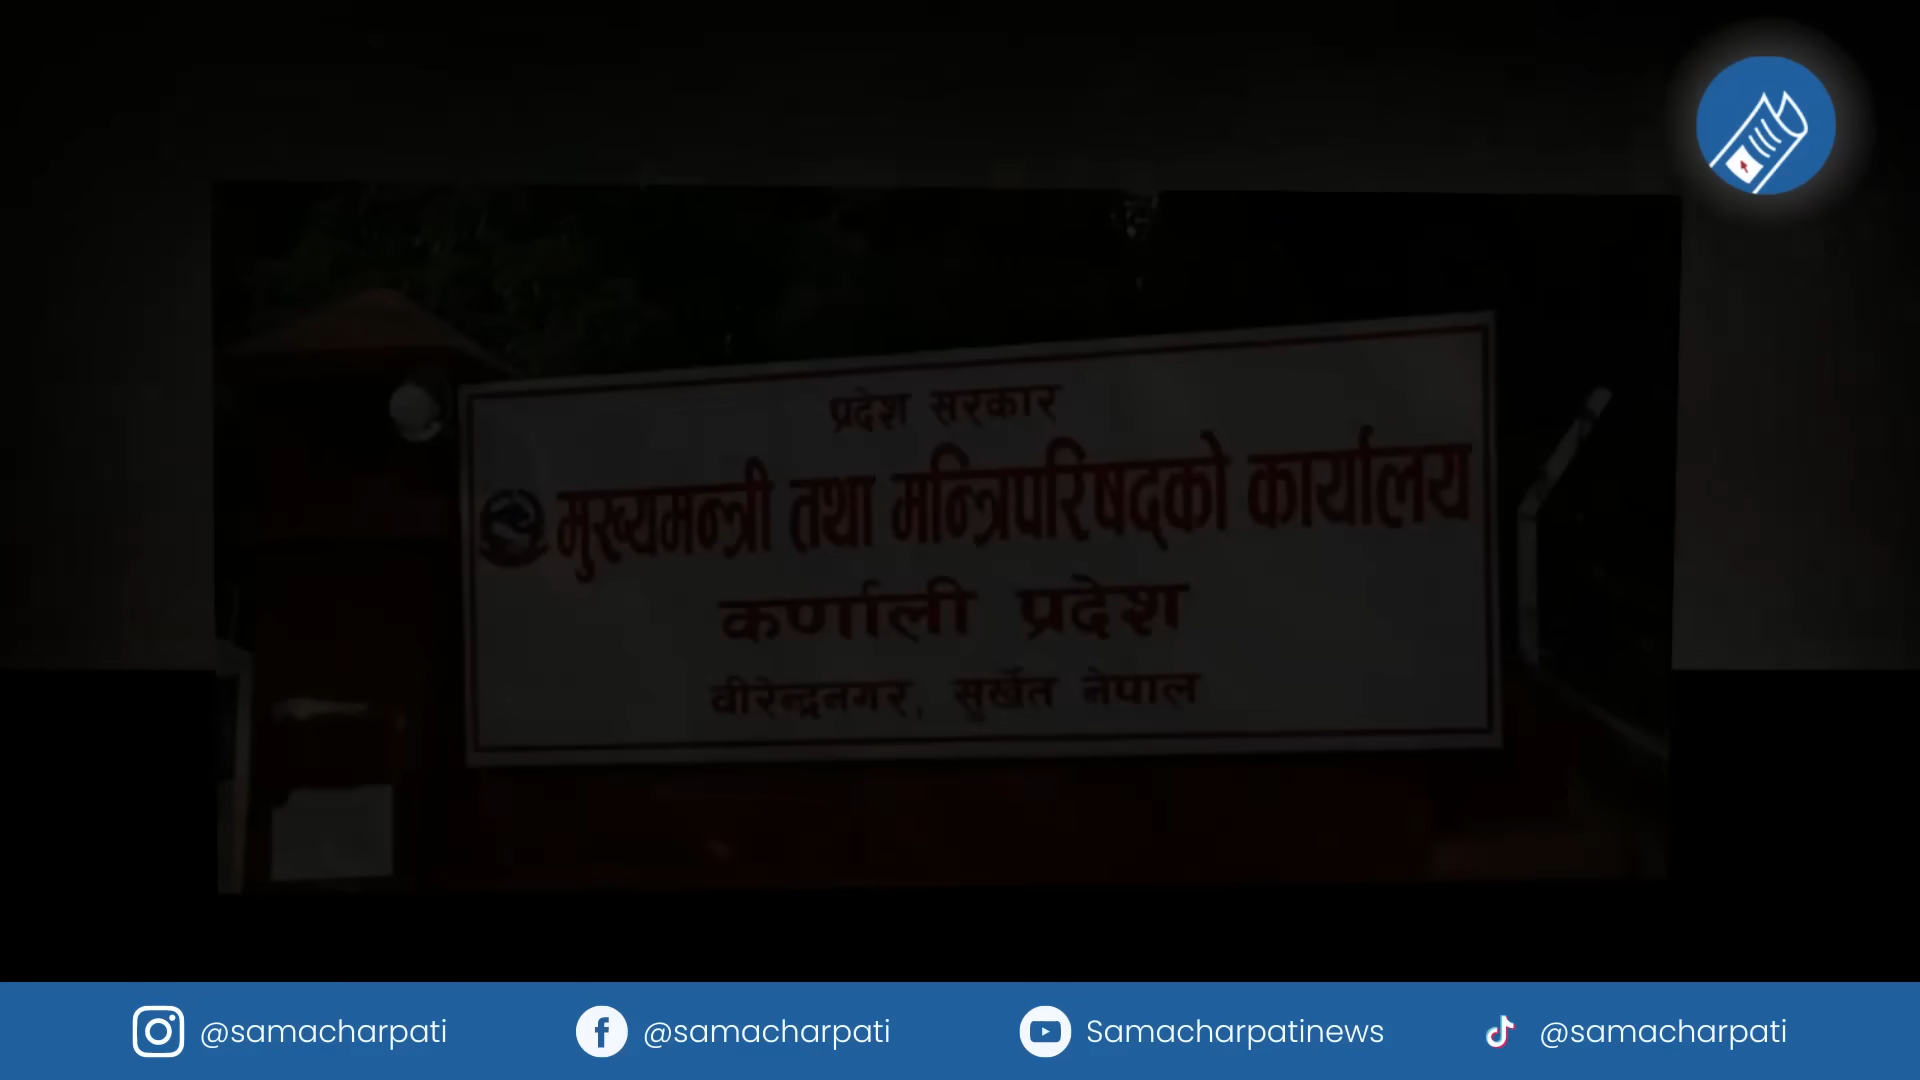 प्रदेश सरकार
मुख्यमन्त्री तथा मन्त्रिपरिषद्को कार्यालय
कर्णाली प्रदेश
वीरेन्द्रनगर, सुर्खेत नेपाल
@samacharpati
@samacharpati
Samacharpatinews
@samacharpati